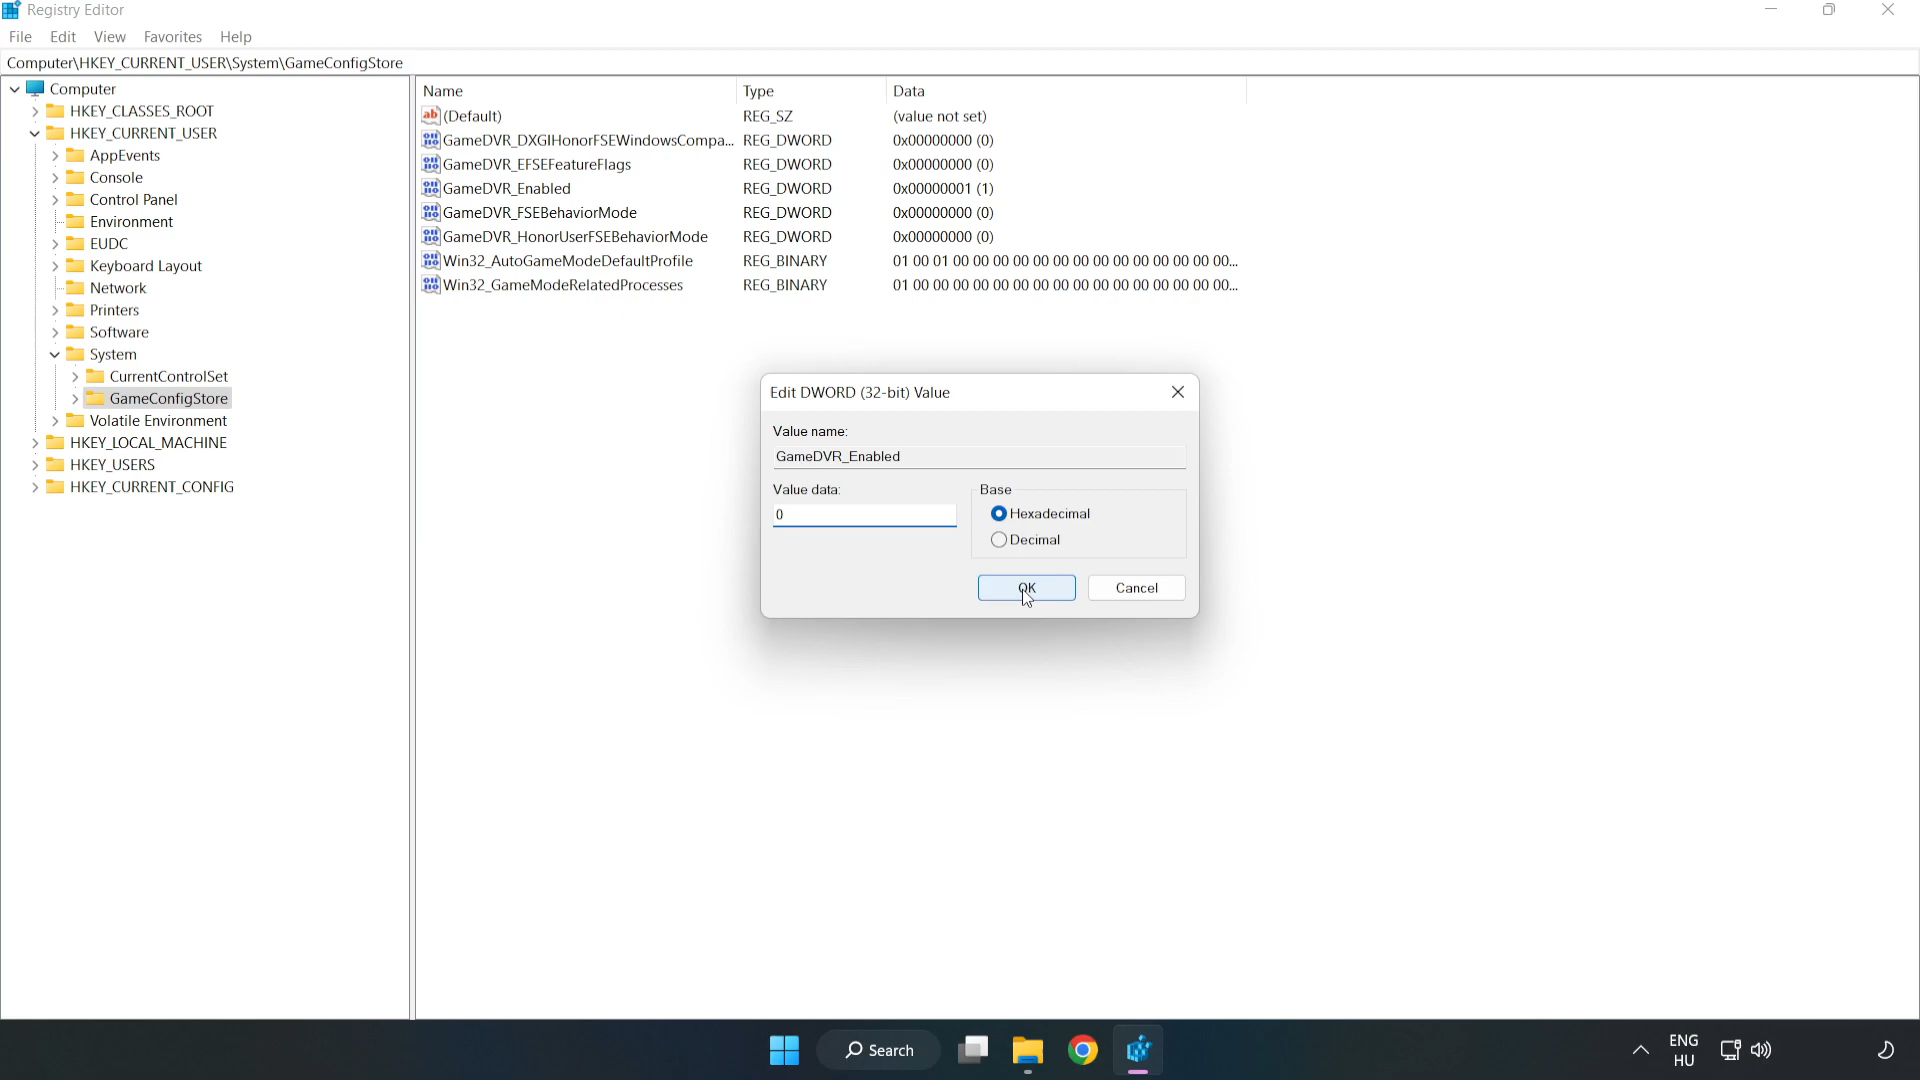 Registry Editor
File Edit View Favorites Help
Computer\HKEY_CURRENT_USER\System\GameConfigStore
Computer
HKEY_CLASSES_ROOT
HKEY_CURRENT_USER
AppEvents
Console
Control Panel
Environment
EUDC
Keyboard Layout
Network
Printers
Software
System
CurrentControlSet
GameConfigStore
Volatile Environment
HKEY_LOCAL_MACHINE
HKEY_USERS
HKEY_CURRENT_CONFIG
Name Type Data
(Default) REG_SZ (value not set)
GameDVR_DXGIHonorFSEWindowsCompa... REG_DWORD 0x00000000 (0)
GameDVR_EFSEFeatureFlags REG_DWORD 0x00000000 (0)
GameDVR_Enabled REG_DWORD 0x00000001 (1)
GameDVR_FSEBehaviorMode REG_DWORD 0x00000000 (0)
GameDVR_HonorUserFSEBehaviorMode REG_DWORD 0x00000000 (0)
Win32_AutoGameModeDefaultProfile REG_BINARY 01 00 01 00 00 00 00 00 00 00 00 00 00 00 00 00 00...
Win32_GameModeRelatedProcesses REG_BINARY 01 00 00 00 00 00 00 00 00 00 00 00 00 00 00 00 00...
Edit DWORD (32-bit) Value
Value name:
GameDVR_Enabled
Value data: Base
0 Hexadecimal
Decimal
OK Cancel
Search
ENG
HU